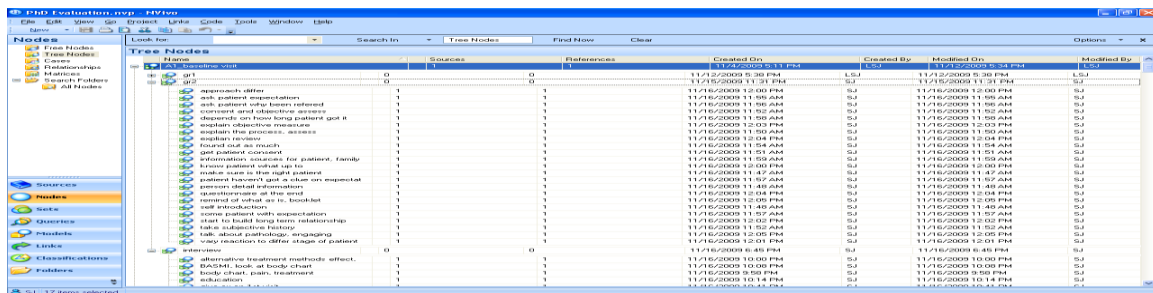 PhD Evaluation.nvp - NVivo
File Edit View Go Project Links Code Tools Window Help
New
Nodes Look for: Search In Tree Nodes Find Now Clear Options
Free Nodes
Tree Nodes
Cases
Relationships
Matrices
Search Folders
All Nodes
Tree Nodes
Name Sources References Created On Created By Modified On Modified By
A1_baseline visit 1 1 11/4/2009 5:11 PM LSJ 11/12/2009 5:34 PM LSJ
gr1 0 0 11/12/2009 5:38 PM LSJ 11/12/2009 5:38 PM LSJ
gr2 0 0 11/15/2009 11:31 PM SJ 11/15/2009 11:31 PM SJ
approach differ 1 1 11/16/2009 12:00 PM SJ 11/16/2009 12:00 PM SJ
ask patient expectation 1 1 11/16/2009 11:55 AM SJ 11/16/2009 11:55 AM SJ
ask patient why been refered 1 1 11/16/2009 11:56 AM SJ 11/16/2009 11:56 AM SJ
consent and objective assess 1 1 11/16/2009 11:52 AM SJ 11/16/2009 11:52 AM SJ
depends on how long patient got it 1 1 11/16/2009 11:58 AM SJ 11/16/2009 11:58 AM SJ
explain objective measure 1 1 11/16/2009 12:03 PM SJ 11/16/2009 12:03 PM SJ
explain the process, assess 1 1 11/16/2009 11:50 AM SJ 11/16/2009 11:50 AM SJ
explian review 1 1 11/16/2009 12:04 PM SJ 11/16/2009 12:04 PM SJ
found out as much 1 1 11/16/2009 11:54 AM SJ 11/16/2009 11:54 AM SJ
get patient consent 1 1 11/16/2009 11:51 AM SJ 11/16/2009 11:51 AM SJ
information sources for patient, family 1 1 11/16/2009 11:59 AM SJ 11/16/2009 11:59 AM SJ
know patient what up to 1 1 11/16/2009 12:00 PM SJ 11/16/2009 12:00 PM SJ
make sure is the right patient 1 1 11/16/2009 11:47 AM SJ 11/16/2009 11:47 AM SJ
patient haven't got a clue on expectat 1 1 11/16/2009 11:57 AM SJ 11/16/2009 11:57 AM SJ
person detail information 1 1 11/16/2009 11:48 AM SJ 11/16/2009 11:48 AM SJ
questionnaire at the end 1 1 11/16/2009 12:04 PM SJ 11/16/2009 12:04 PM SJ
remind of what as is, booklet 1 1 11/16/2009 12:05 PM SJ 11/16/2009 12:05 PM SJ
self introduction 1 1 11/16/2009 11:48 AM SJ 11/16/2009 11:48 AM SJ
some patient with expectation 1 1 11/16/2009 11:57 AM SJ 11/16/2009 11:57 AM SJ
start to build long term relationship 1 1 11/16/2009 12:02 PM SJ 11/16/2009 12:02 PM SJ
take subjective history 1 1 11/16/2009 11:52 AM SJ 11/16/2009 11:52 AM SJ
talk about pathology, engaging 1 1 11/16/2009 12:05 PM SJ 11/16/2009 12:05 PM SJ
vary reaction to differ stage of patient 1 1 11/16/2009 12:01 PM SJ 11/16/2009 12:01 PM SJ
interview 0 0 11/16/2009 6:45 PM SJ 11/16/2009 6:45 PM SJ
alternative treatment methods effect, 1 1 11/16/2009 10:00 PM SJ 11/16/2009 10:00 PM SJ
BASMI, look at body chart 1 1 11/16/2009 10:08 PM SJ 11/16/2009 10:08 PM SJ
body chart, pain, treatment 1 1 11/16/2009 9:58 PM SJ 11/16/2009 9:58 PM SJ
education 1 1 11/16/2009 10:14 PM SJ 11/16/2009 10:14 PM SJ
Sources
Nodes
Sets
Queries
Models
Links
Classifications
Folders
SJ 17 items selected